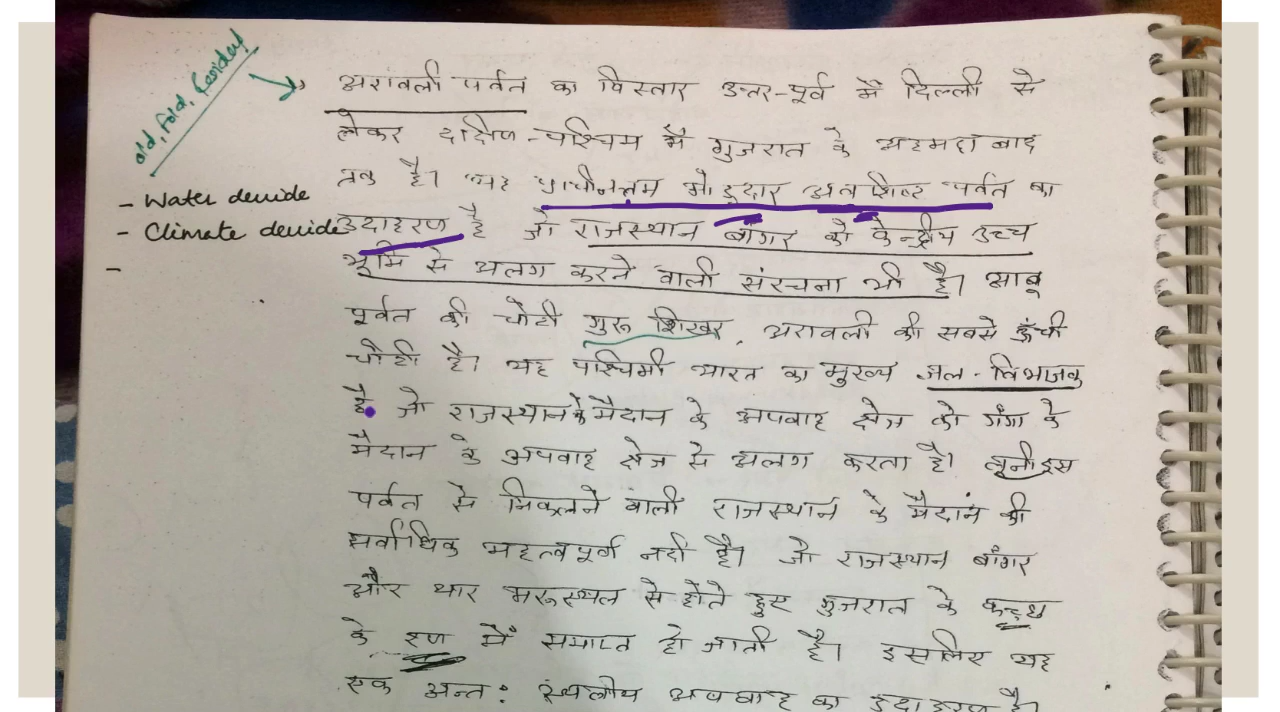 old, Fold, Residual
अरावली पर्वत का विस्तार उत्तर-पूर्व में दिल्ली से
लेकर दक्षिण-पश्चिम में गुजरात के अहमदाबाद
तक है। यह प्राचीनतम मोड़दार अवशिष्ट पर्वत का
- Water devide
- Climate devide
उदाहरण है जो राजस्थान बाँगर को केन्द्रीय उच्च
-
भूमि से अलग करने वाली संरचना भी है। आबू
पर्वत की चोटी गुरु शिखर, अरावली की सबसे ऊँची
चोटी है। यह पश्चिमी भारत का मुख्य जल-विभाजक
है जो राजस्थान के मैदान के अपवाह क्षेत्र को गंगा के
मैदान के अपवाह क्षेत्र से अलग करता है। लूनी इस
पर्वत से निकलने वाली राजस्थान के मैदान की
सर्वाधिक महत्वपूर्ण नदी है। जो राजस्थान बाँगर
और थार मरुस्थल से होते हुए गुजरात के कच्छ
के रण में समाप्त हो जाती है। इसलिए यह
एक अन्त: स्थलीय अपवाह का उदाहरण है।